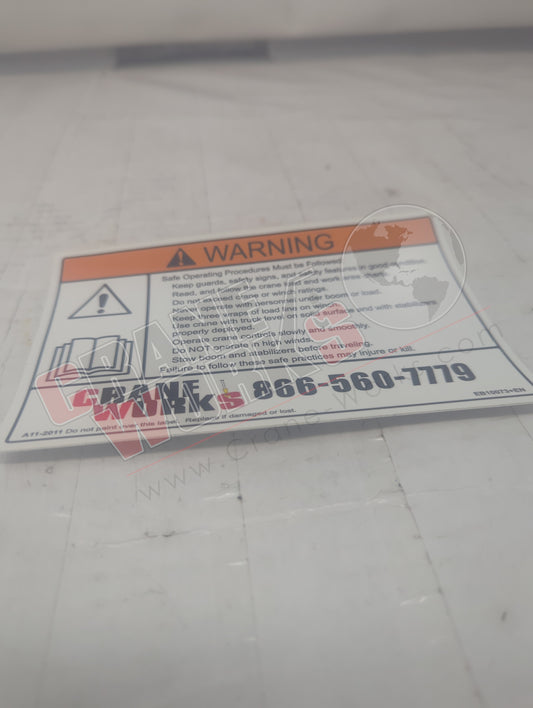 WARNING
Safe Operating Procedures Must be Followed
Keep guards, safety signs, and safety features in good condition.
Read, and follow the crane load and work area chart.
Do not exceed crane or winch ratings.
Never operate with personnel under boom or load.
Keep three wraps of load line on winch.
Use crane with truck level on solid surface and with stabilizers
properly deployed.
Operate crane controls slowly and smoothly.
Do NOT operate in high winds.
Stow boom and stabilizers before traveling.
Failure to follow these safe practices may injure or kill.
CRANE
WORKS
866-560-7779
A11-2011 Do not paint over this label. Replace if damaged or lost.
EB10073+EN
CRANE
WORKS
www.crane-works.com